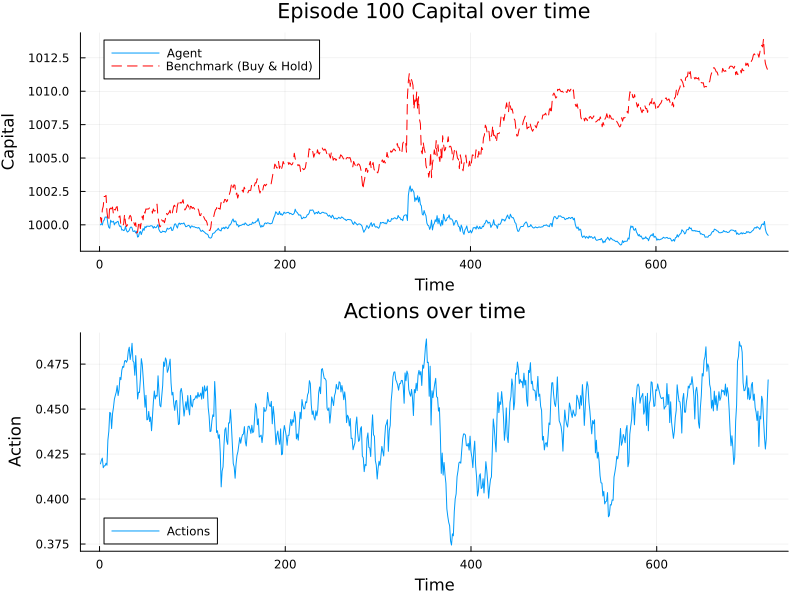 Episode 100 Capital over time
Capital
1012.5
1010.0
1007.5
1005.0
1002.5
1000.0
Agent
Benchmark (Buy & Hold)
0
200
400
600
Time
Actions over time
Action
0.475
0.450
0.425
0.400
0.375
Actions
0
200
400
600
Time